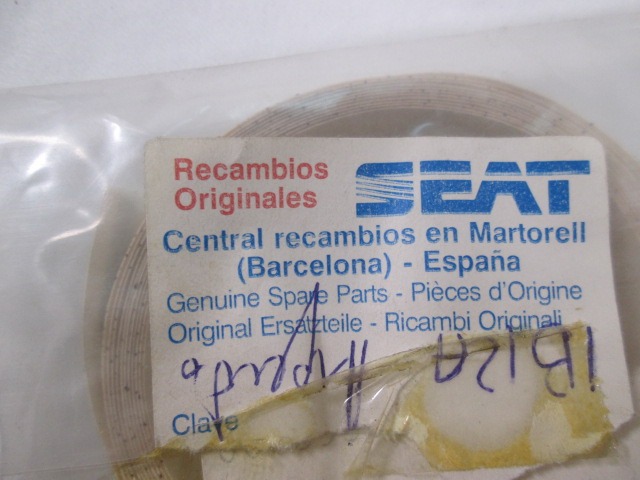 Recambios
Originales
SEAT
Central recambios en Martorell
(Barcelona) - España
Genuine Spare Parts - Pièces d'Origine
Original Ersatzteile - Ricambi Originali
IBIZA
Clave